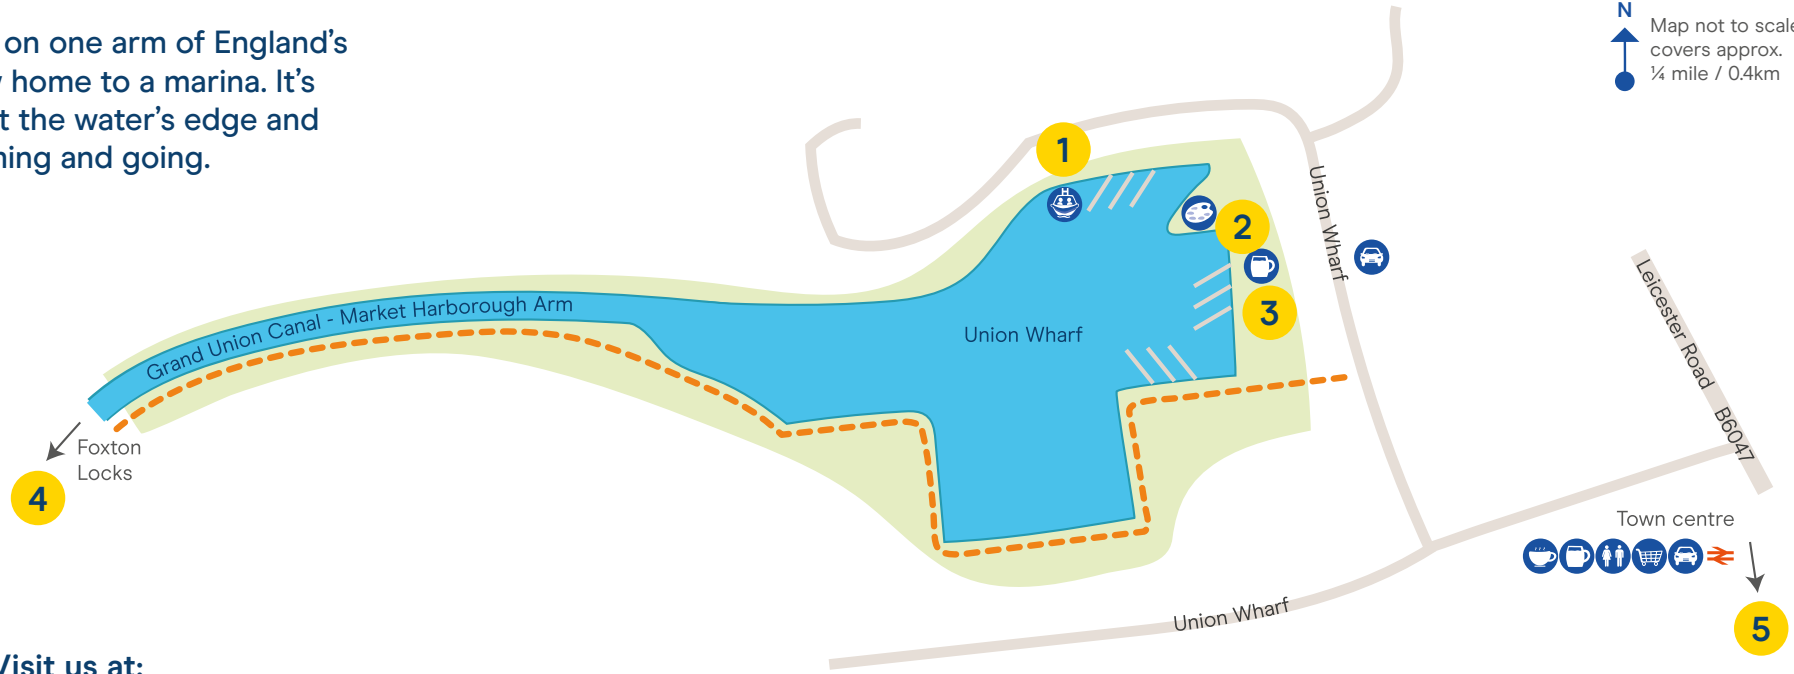 on one arm of England's
home to a marina. It's
the water's edge and
and going.
N
Map not to scale
covers approx.
¼ mile / 0.4km
1
2
3
Union Wharf
Leicester Road B6047
Grand Union Canal - Market Harborough Arm
Union Wharf
Foxton
Locks
4
Town centre
Union Wharf
5
Visit us at: